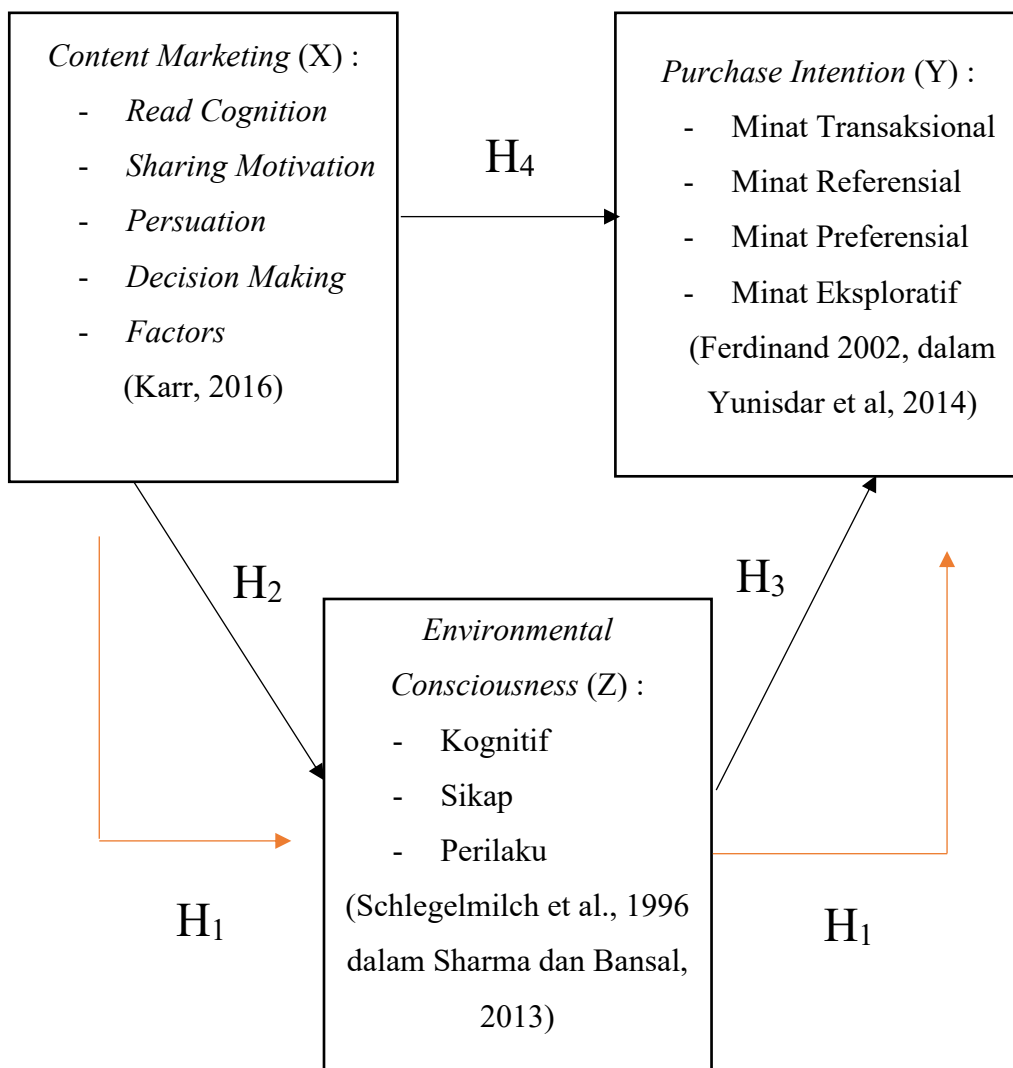 Content Marketing (X) :
- Read Cognition
- Sharing Motivation
- Persuation
- Decision Making
- Factors
(Karr, 2016)
H4
Purchase Intention (Y) :
- Minat Transaksional
- Minat Referensial
- Minat Preferensial
- Minat Eksploratif
(Ferdinand 2002, dalam
Yunisdar et al, 2014)
H2
H3
Environmental
Consciousness (Z) :
- Kognitif
- Sikap
- Perilaku
(Schlegelmilch et al., 1996
dalam Sharma dan Bansal,
2013)
H1
H1